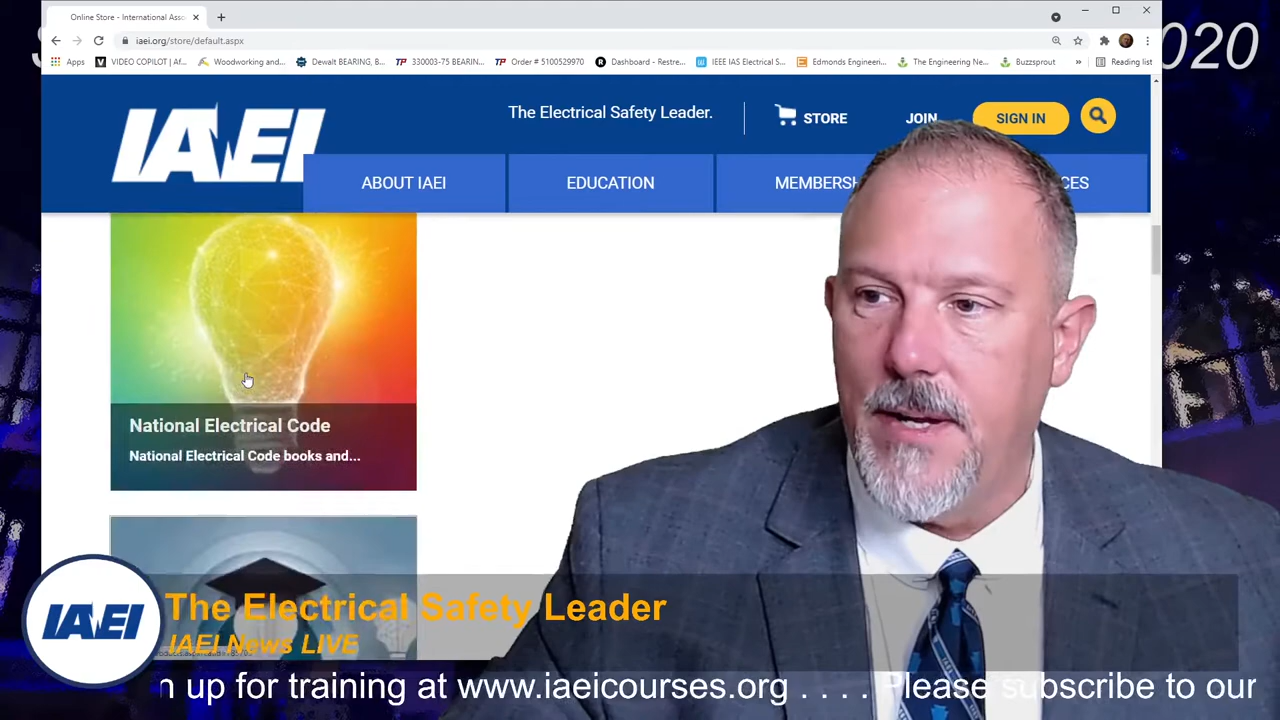 Online Store - International Asso
iaei.org/store/default.aspx
Apps
VIDEO COPILOT | Af...
Woodworking and...
Dewalt BEARING, B...
330003-75 BEARIN...
Order # 5100529970
Dashboard - Restre...
IEEE IAS Electrical S...
Edmonds Engineeri...
The Engineering Ne...
Buzzsprout
Reading list
020
IAEI
The Electrical Safety Leader.
STORE
JOIN
SIGN IN
ABOUT IAEI
EDUCATION
MEMBERSH
CES
National Electrical Code
National Electrical Code books and...
IAEI
The Electrical Safety Leader
IAEI News LIVE
n up for training at www.iaeicourses.org . . . . Please subscribe to our